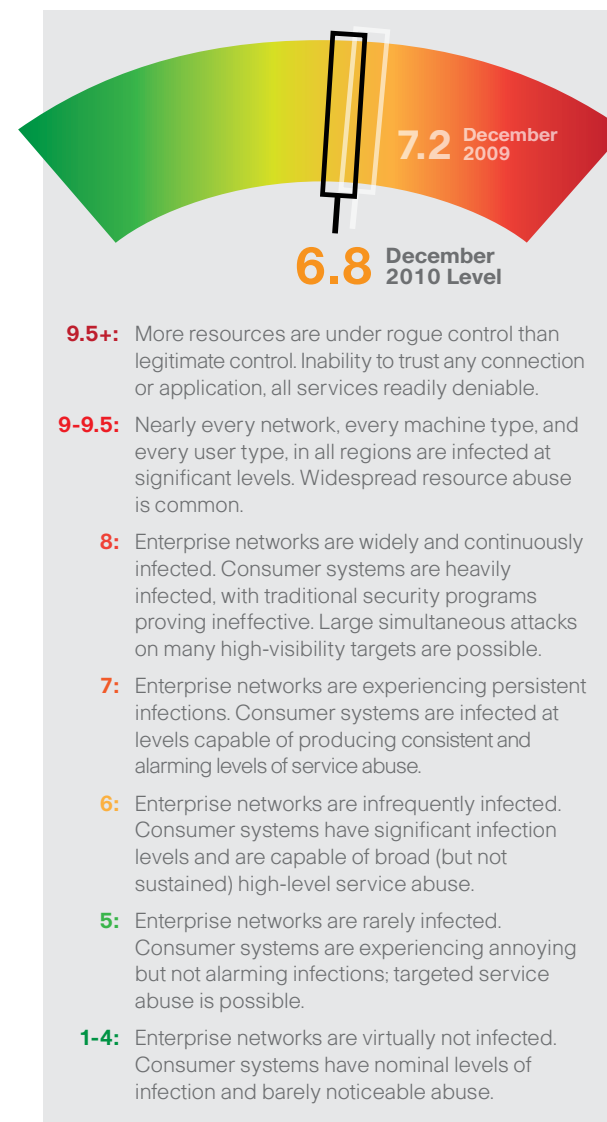 7.2 December
2009
6.8 December
2010 Level
9.5+: More resources are under rogue control than
legitimate control. Inability to trust any connection
or application, all services readily deniable.
9-9.5: Nearly every network, every machine type, and
every user type, in all regions are infected at
significant levels. Widespread resource abuse
is common.
8: Enterprise networks are widely and continuously
infected. Consumer systems are heavily
infected, with traditional security programs
proving ineffective. Large simultaneous attacks
on many high-visibility targets are possible.
7: Enterprise networks are experiencing persistent
infections. Consumer systems are infected at
levels capable of producing consistent and
alarming levels of service abuse.
6: Enterprise networks are infrequently infected.
Consumer systems have significant infection
levels and are capable of broad (but not
sustained) high-level service abuse.
5: Enterprise networks are rarely infected.
Consumer systems are experiencing annoying
but not alarming infections; targeted service
abuse is possible.
1-4: Enterprise networks are virtually not infected.
Consumer systems have nominal levels of
infection and barely noticeable abuse.